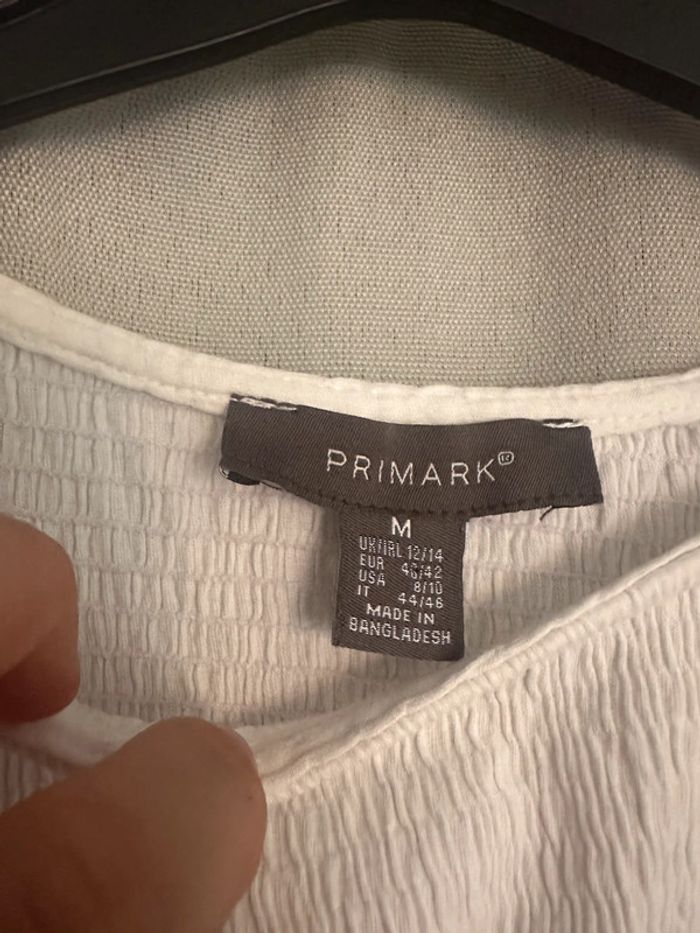 PRIMARK®
M
UK/IRL 12/14
EUR 40/42
USA 8/10
IT 44/46
MADE IN
BANGLADESH